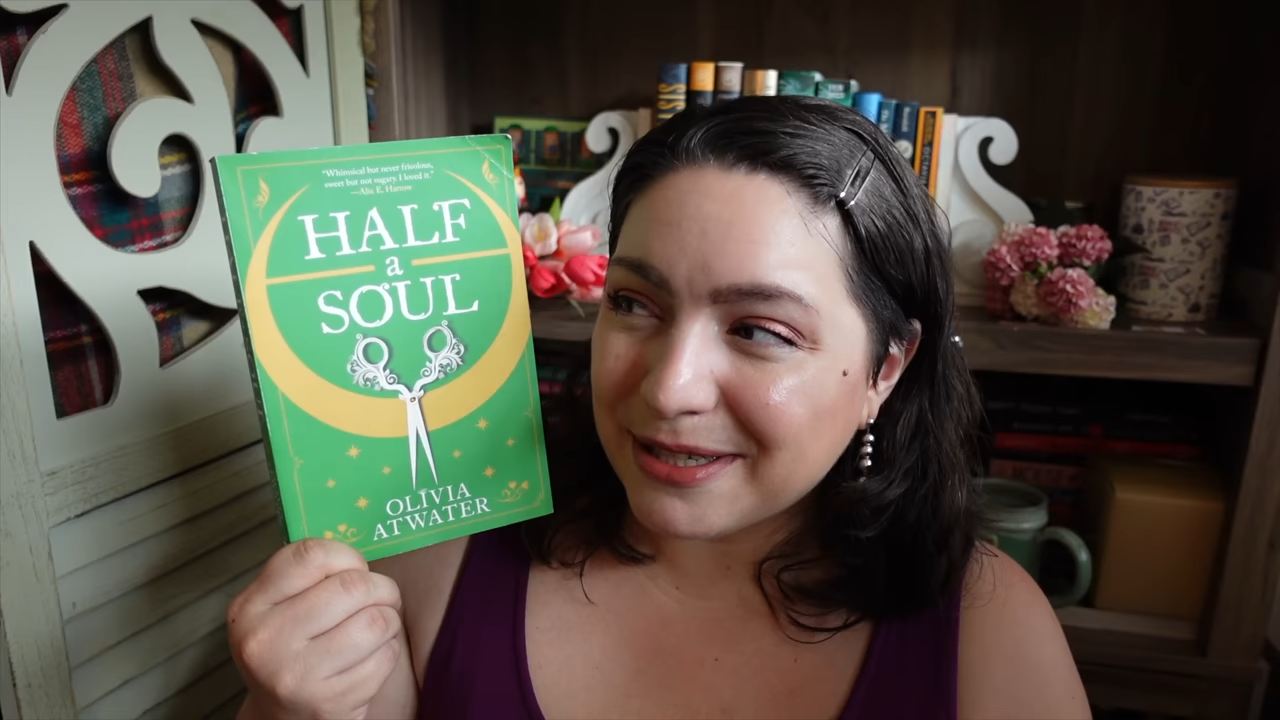 "Whimsical but never frivolous,
sweet but not sugary. I loved it."
—Alix E. Harrow
HALF
a
SOUL
OLIVIA
ATWATER